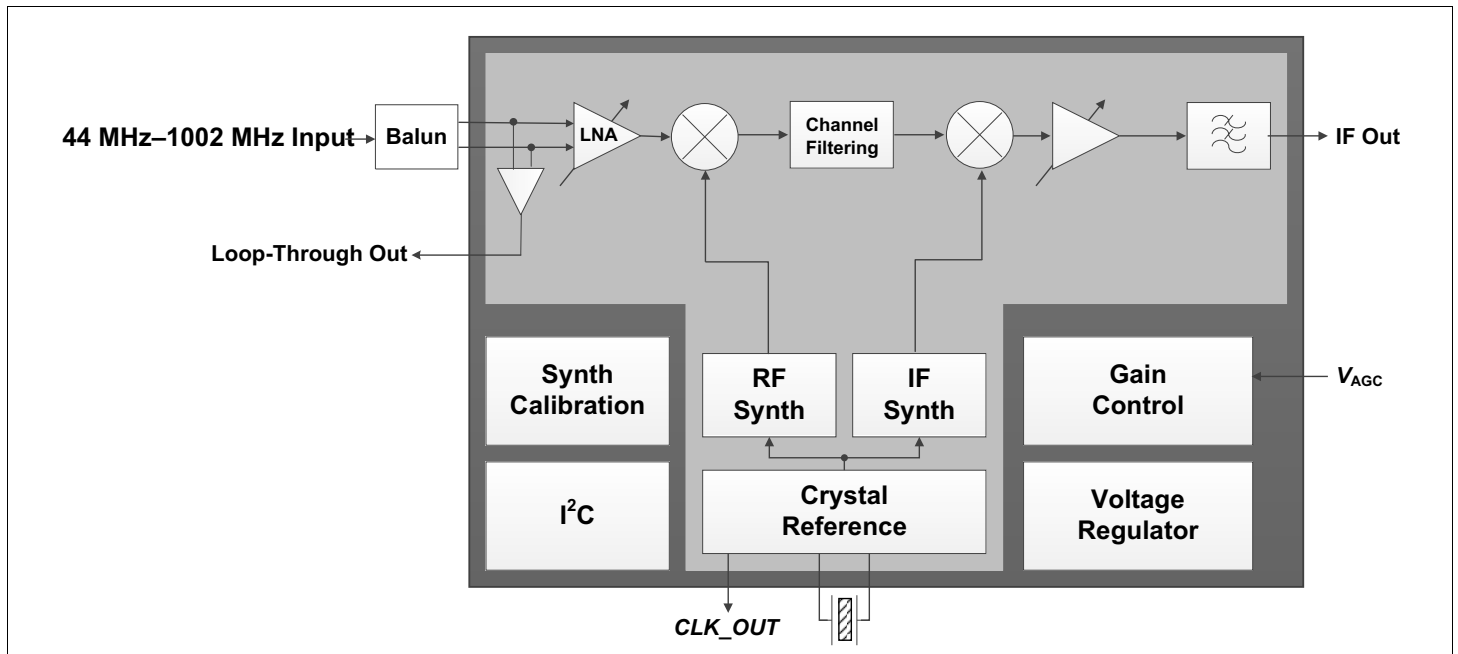 44 MHz–1002 MHz Input
Balun
LNA
Channel
Filtering
IF Out
Loop-Through Out
Synth
Calibration
RF
Synth
IF
Synth
Gain
Control
V_AGC
I²C
Crystal
Reference
Voltage
Regulator
CLK_OUT